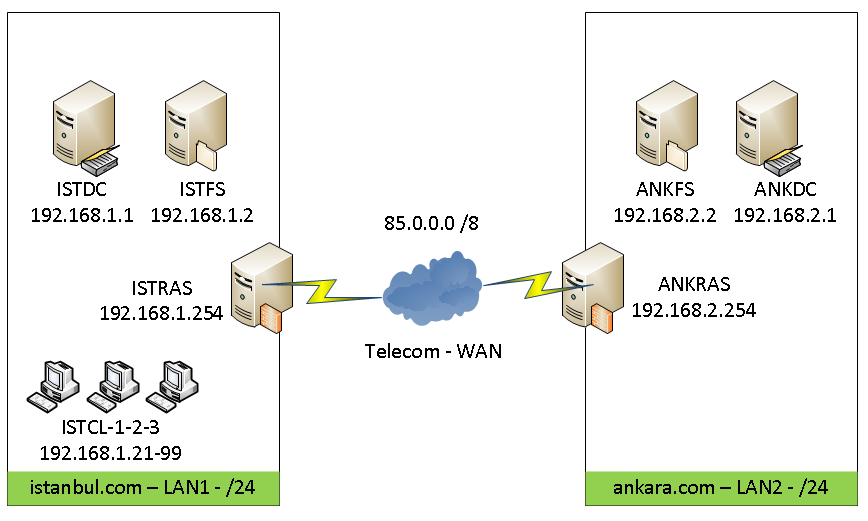 ISTDC
192.168.1.1
ISTFS
192.168.1.2
ISTRAS
192.168.1.254
ISTCL-1-2-3
192.168.1.21-99
istanbul.com – LAN1 - /24
85.0.0.0 /8
Telecom - WAN
ANKFS
192.168.2.2
ANKDC
192.168.2.1
ANKRAS
192.168.2.254
ankara.com – LAN2 - /24